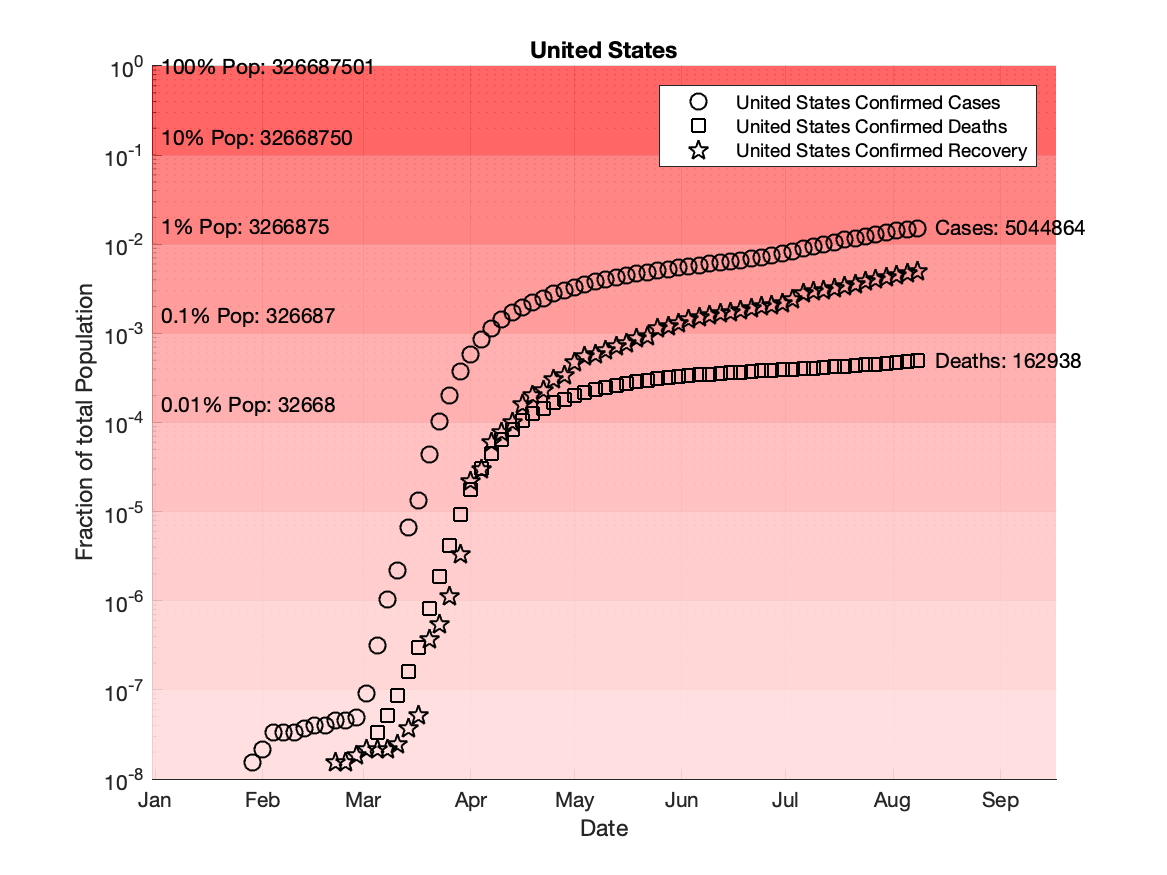 United States
10^0
100% Pop: 326687501
United States Confirmed Cases
United States Confirmed Deaths
United States Confirmed Recovery
10% Pop: 32668750
10^-1
1% Pop: 3266875
Cases: 5044864
10^-2
0.1% Pop: 326687
10^-3
Deaths: 162938
0.01% Pop: 32668
10^-4
10^-5
10^-6
10^-7
10^-8
Fraction of total Population
Jan Feb Mar Apr May Jun Jul Aug Sep
Date